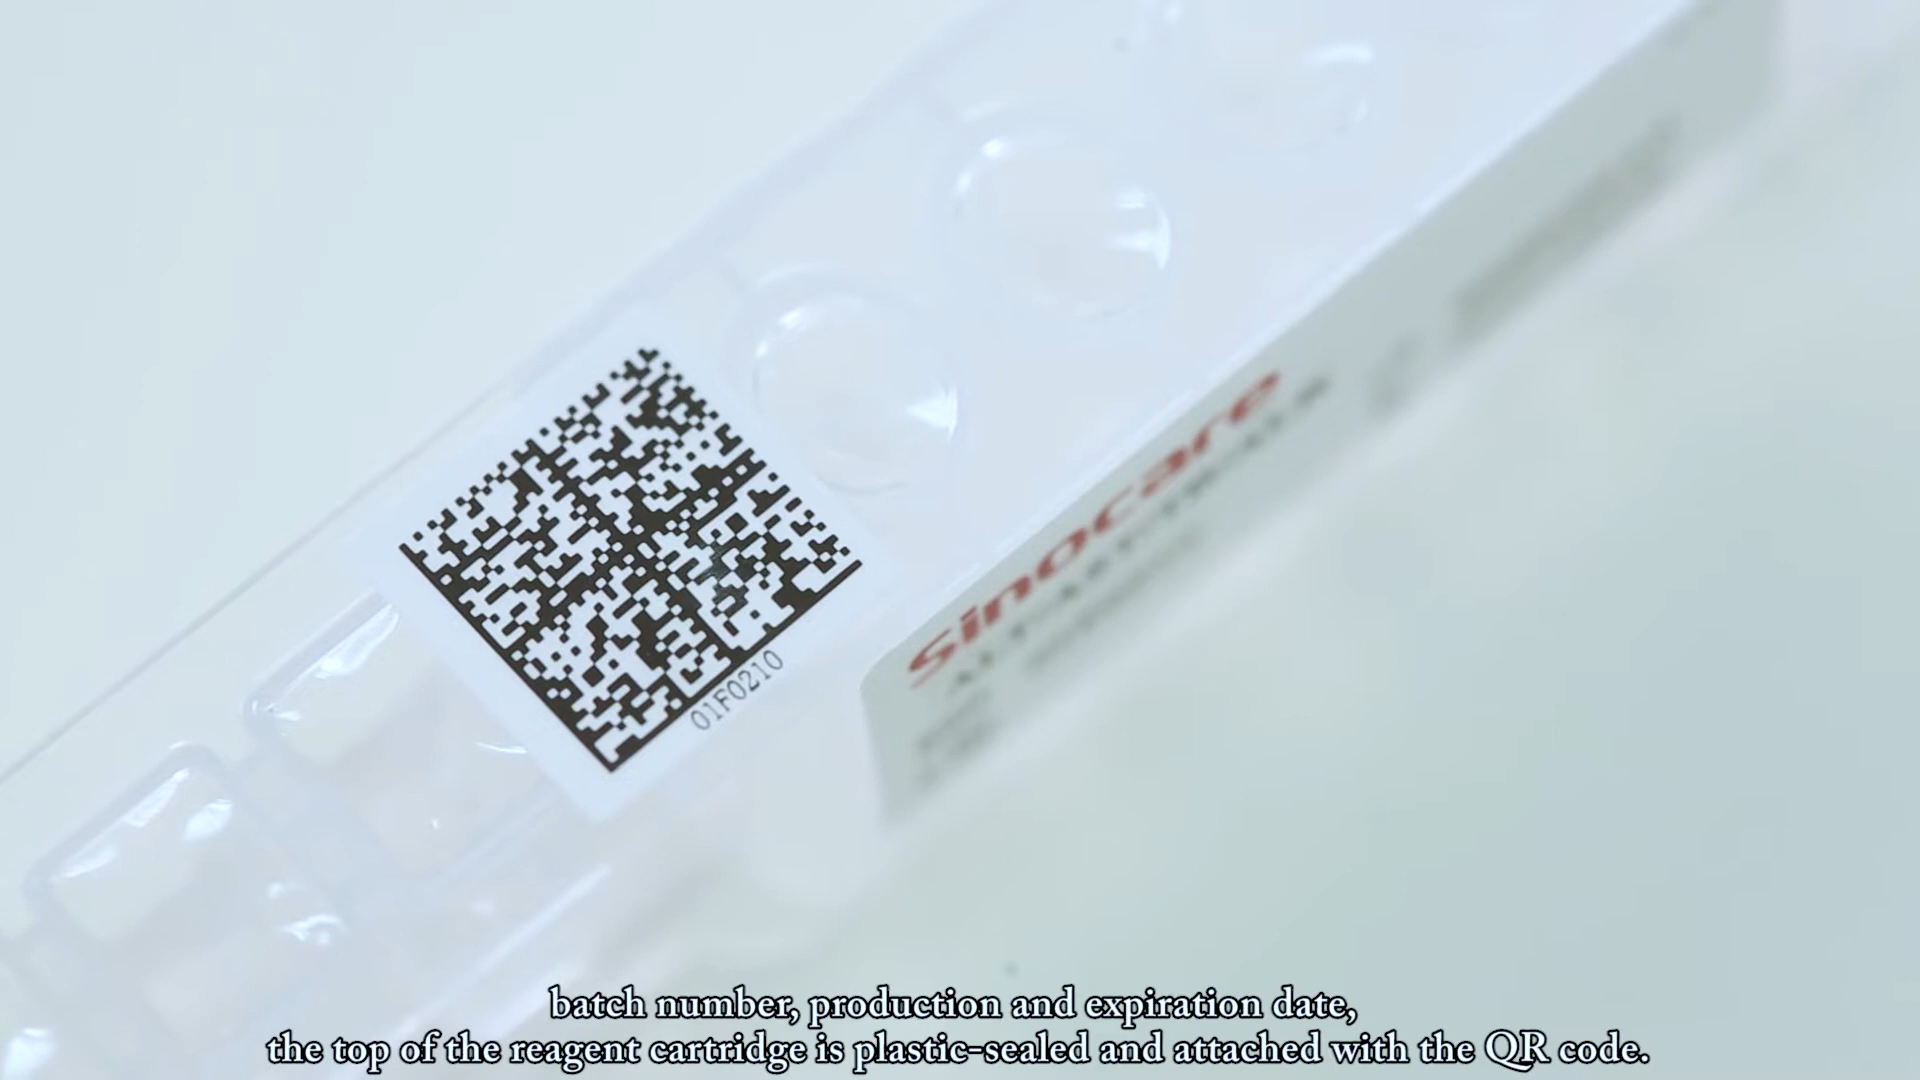 01F0210
sinocare
batch number, production and expiration date,
the top of the reagent cartridge is plastic-sealed and attached with the QR code.